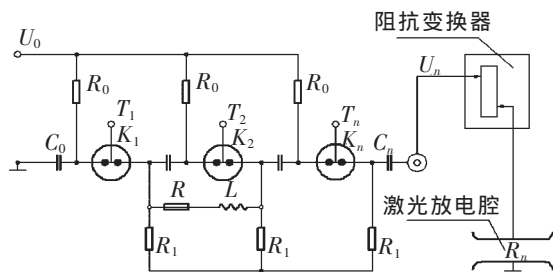 阻抗变换器
U₀
Uₙ
R₀ R₀ R₀
T₁ T₂ Tₙ
C₀ K₁ K₂ Kₙ Cₙ
R L
激光放电腔
R₁ R₁ R₁
Rₙ